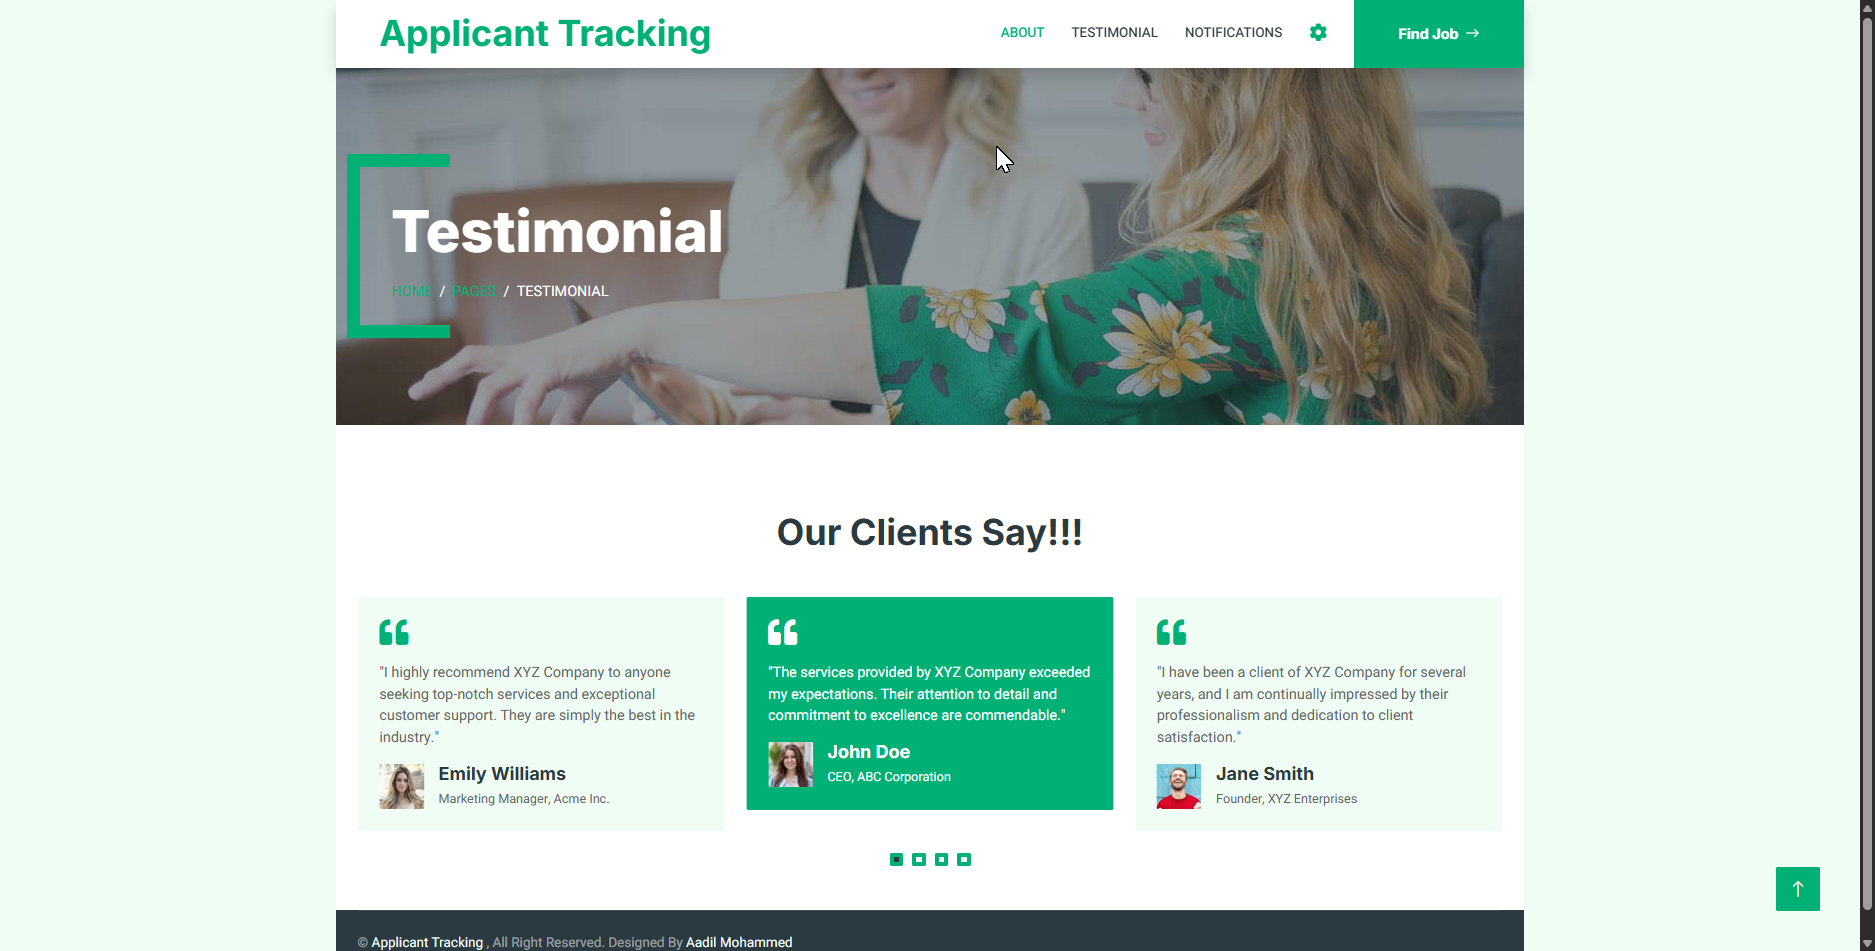 Applicant Tracking
ABOUT
TESTIMONIAL
NOTIFICATIONS
Find Job →
Testimonial
HOME / PAGES / TESTIMONIAL
Our Clients Say!!!
"I highly recommend XYZ Company to anyone
seeking top-notch services and exceptional
customer support. They are simply the best in the
industry."
Emily Williams
Marketing Manager, Acme Inc.
"The services provided by XYZ Company exceeded
my expectations. Their attention to detail and
commitment to excellence are commendable."
John Doe
CEO, ABC Corporation
"I have been a client of XYZ Company for several
years, and I am continually impressed by their
professionalism and dedication to client
satisfaction."
Jane Smith
Founder, XYZ Enterprises
© Applicant Tracking , All Right Reserved. Designed By Aadil Mohammed